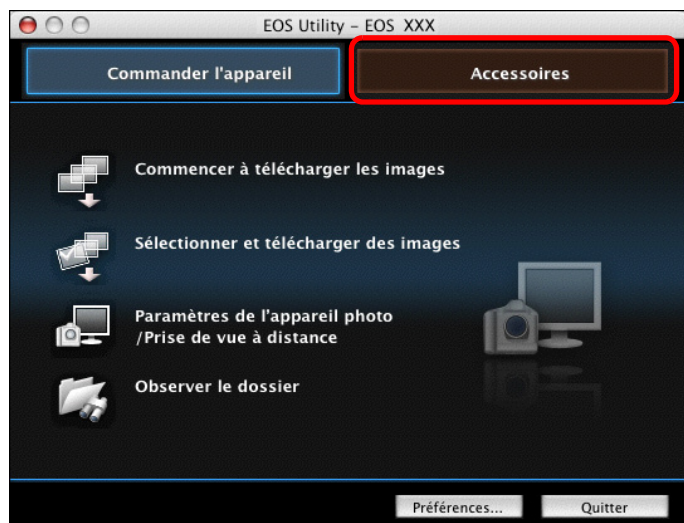 EOS Utility – EOS XXX
Commander l'appareil
Accessoires
Commencer à télécharger les images
Sélectionner et télécharger des images
Paramètres de l'appareil photo
/Prise de vue à distance
Observer le dossier
Préférences...
Quitter